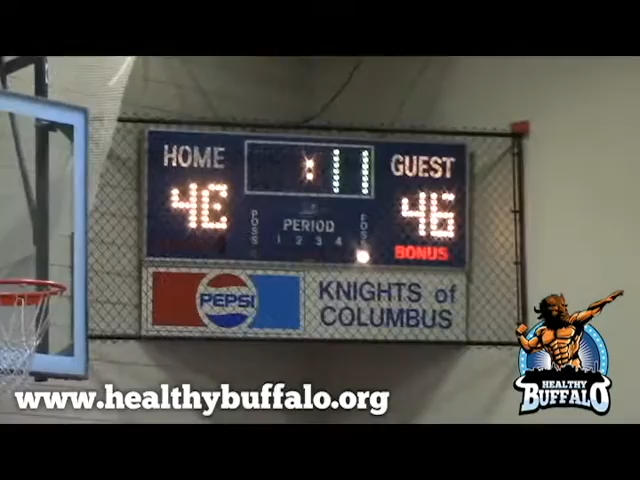 HOME
:11
GUEST
46
POSS
PERIOD
POSS
1 2 3 4
BONUS
PEPSI
KNIGHTS of
COLUMBUS
HEALTHY
BUFFALO
www.healthybuffalo.org